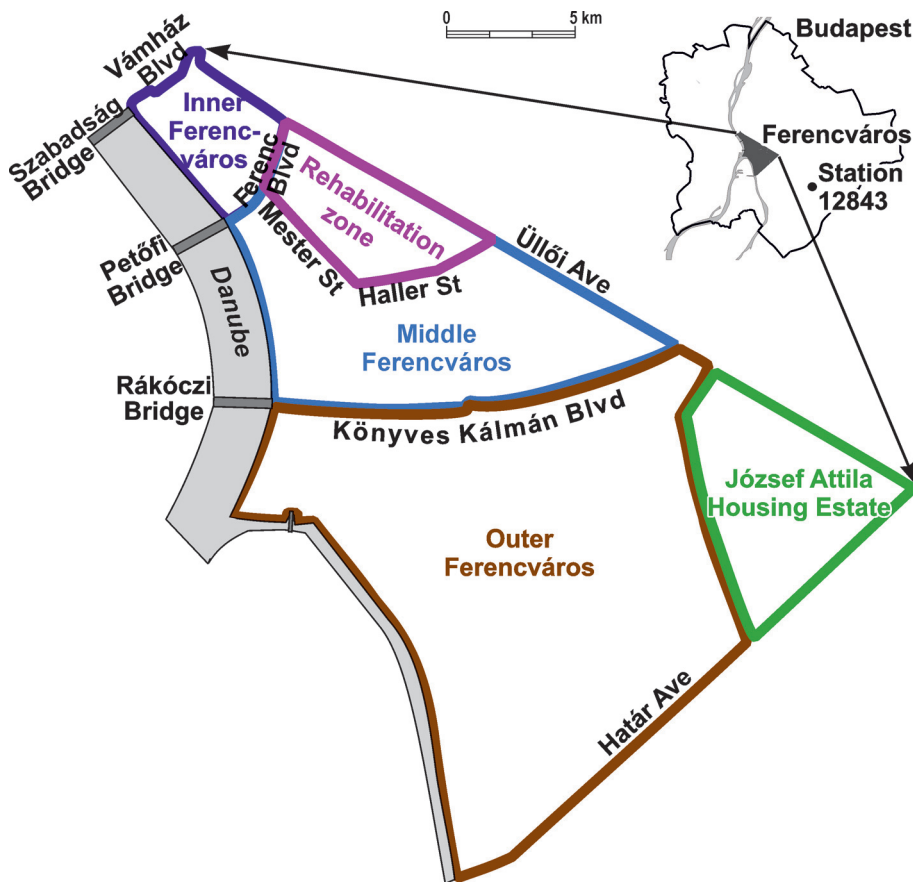 0
5 km
Budapest
Ferencváros
Station
12843
Vámház
Blvd
Szabadság
Bridge
Inner
Ferenc-
város
Ferenc
Blvd
Rehabilitation
zone
Mester St
Haller St
Üllői Ave
Petőfi
Bridge
Danube
Middle
Ferencváros
Rákóczi
Bridge
Könyves Kálmán Blvd
József Attila
Housing Estate
Outer
Ferencváros
Határ Ave